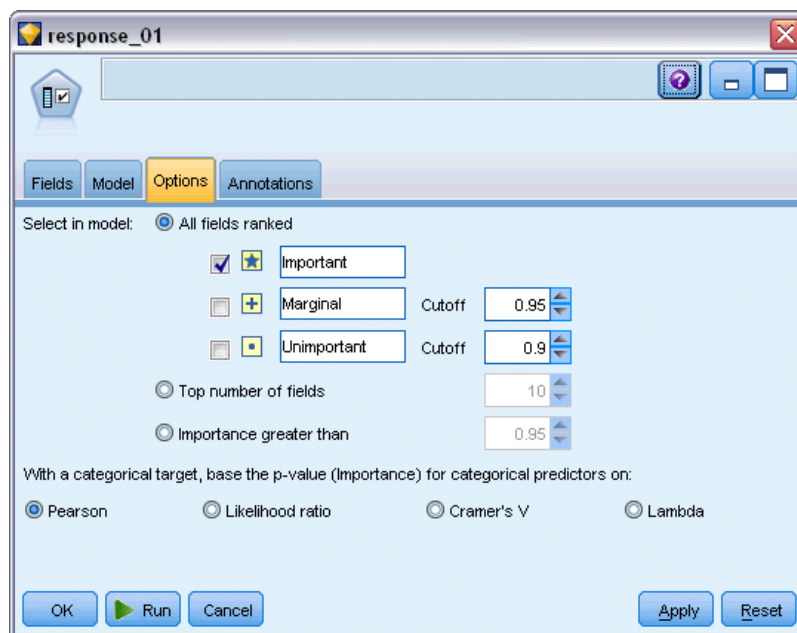 response_01
Fields Model Options Annotations
Select in model: All fields ranked
Important
Marginal Cutoff 0.95
Unimportant Cutoff 0.9
Top number of fields 10
Importance greater than 0.95
With a categorical target, base the p-value (Importance) for categorical predictors on:
Pearson Likelihood ratio Cramer's V Lambda
OK Run Cancel Apply Reset